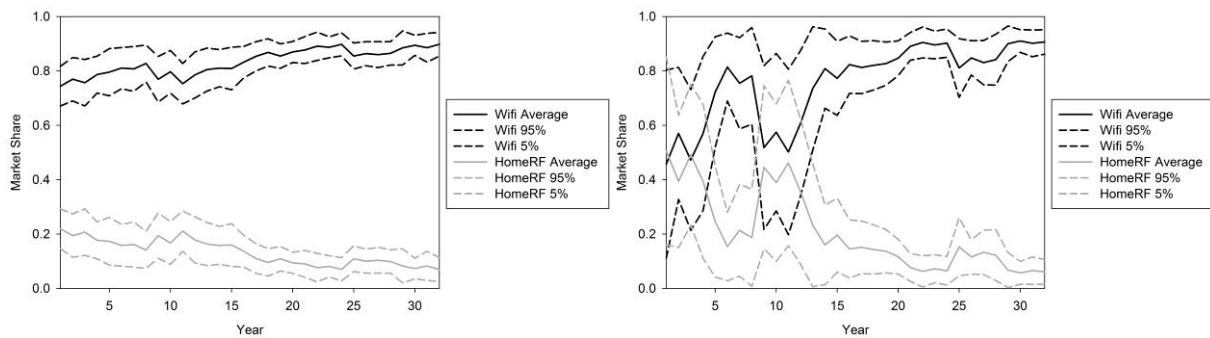 1.0
0.8
0.6
0.4
0.2
0.0
Market Share
5 10 15 20 25 30
Year
Wifi Average
Wifi 95%
Wifi 5%
HomeRF Average
HomeRF 95%
HomeRF 5%
1.0
0.8
0.6
0.4
0.2
0.0
Market Share
5 10 15 20 25 30
Year
Wifi Average
Wifi 95%
Wifi 5%
HomeRF Average
HomeRF 95%
HomeRF 5%